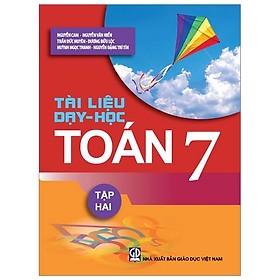 NGUYỄN CAM - NGUYỄN VĂN HIỂN
TRẦN ĐỨC HUYÊN - DƯƠNG BỬU LỘC
HUỲNH NGỌC THANH - NGUYỄN ĐẶNG TRÍ TÍN
TÀI LIỆU
DẠY-HỌC
TOÁN 7
TẬP
HAI
NHÀ XUẤT BẢN GIÁO DỤC VIỆT NAM